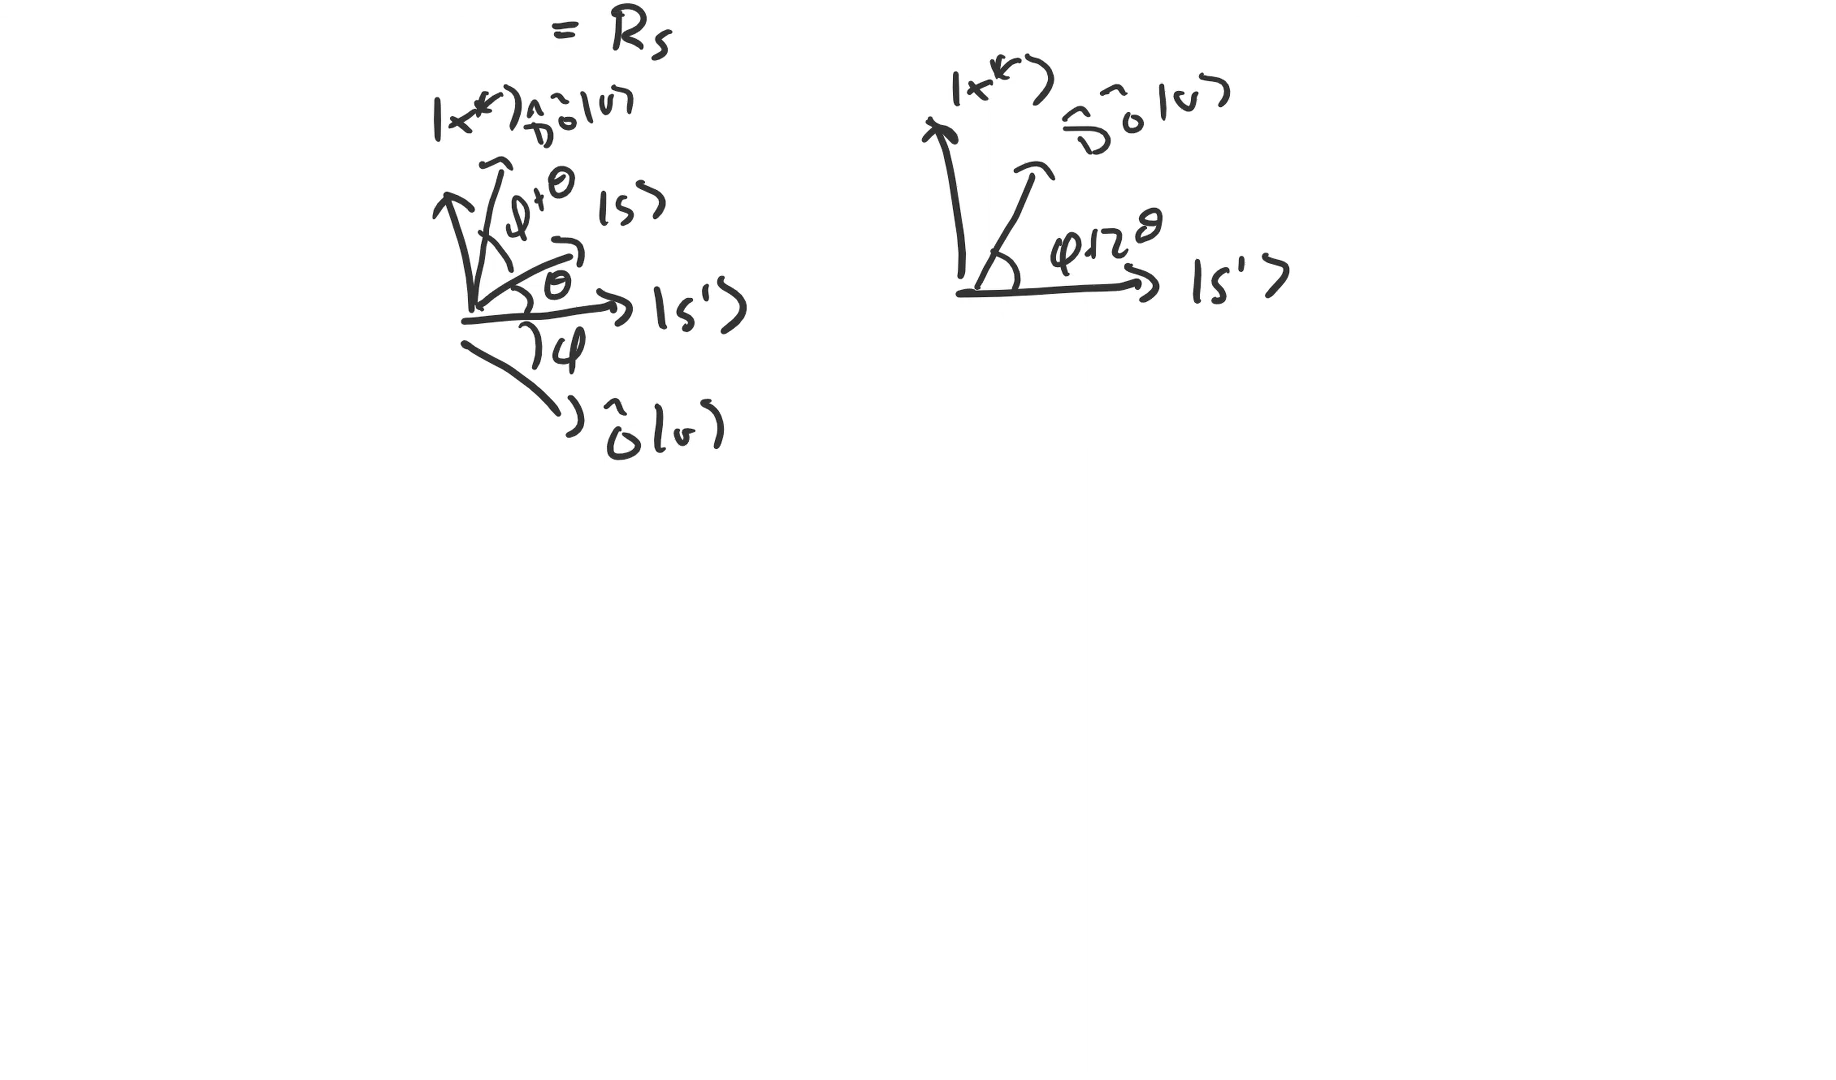 = R_s
|x*⟩ D̂ Ô |v⟩
φ+θ |s⟩
θ
|s'⟩
φ
Ô |v⟩
|x*⟩ D̂ Ô |v⟩
φ+2θ
|s'⟩